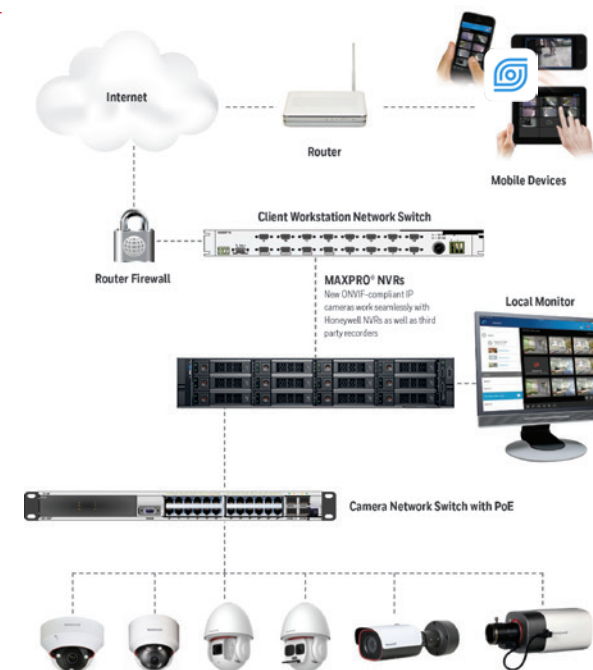 Internet
Router
Mobile Devices
Client Workstation Network Switch
Router Firewall
MAXPRO® NVRs
New ONVIF-compliant IP
cameras work seamlessly with
Honeywell NVRs as well as third
party recorders
Local Monitor
Camera Network Switch with PoE